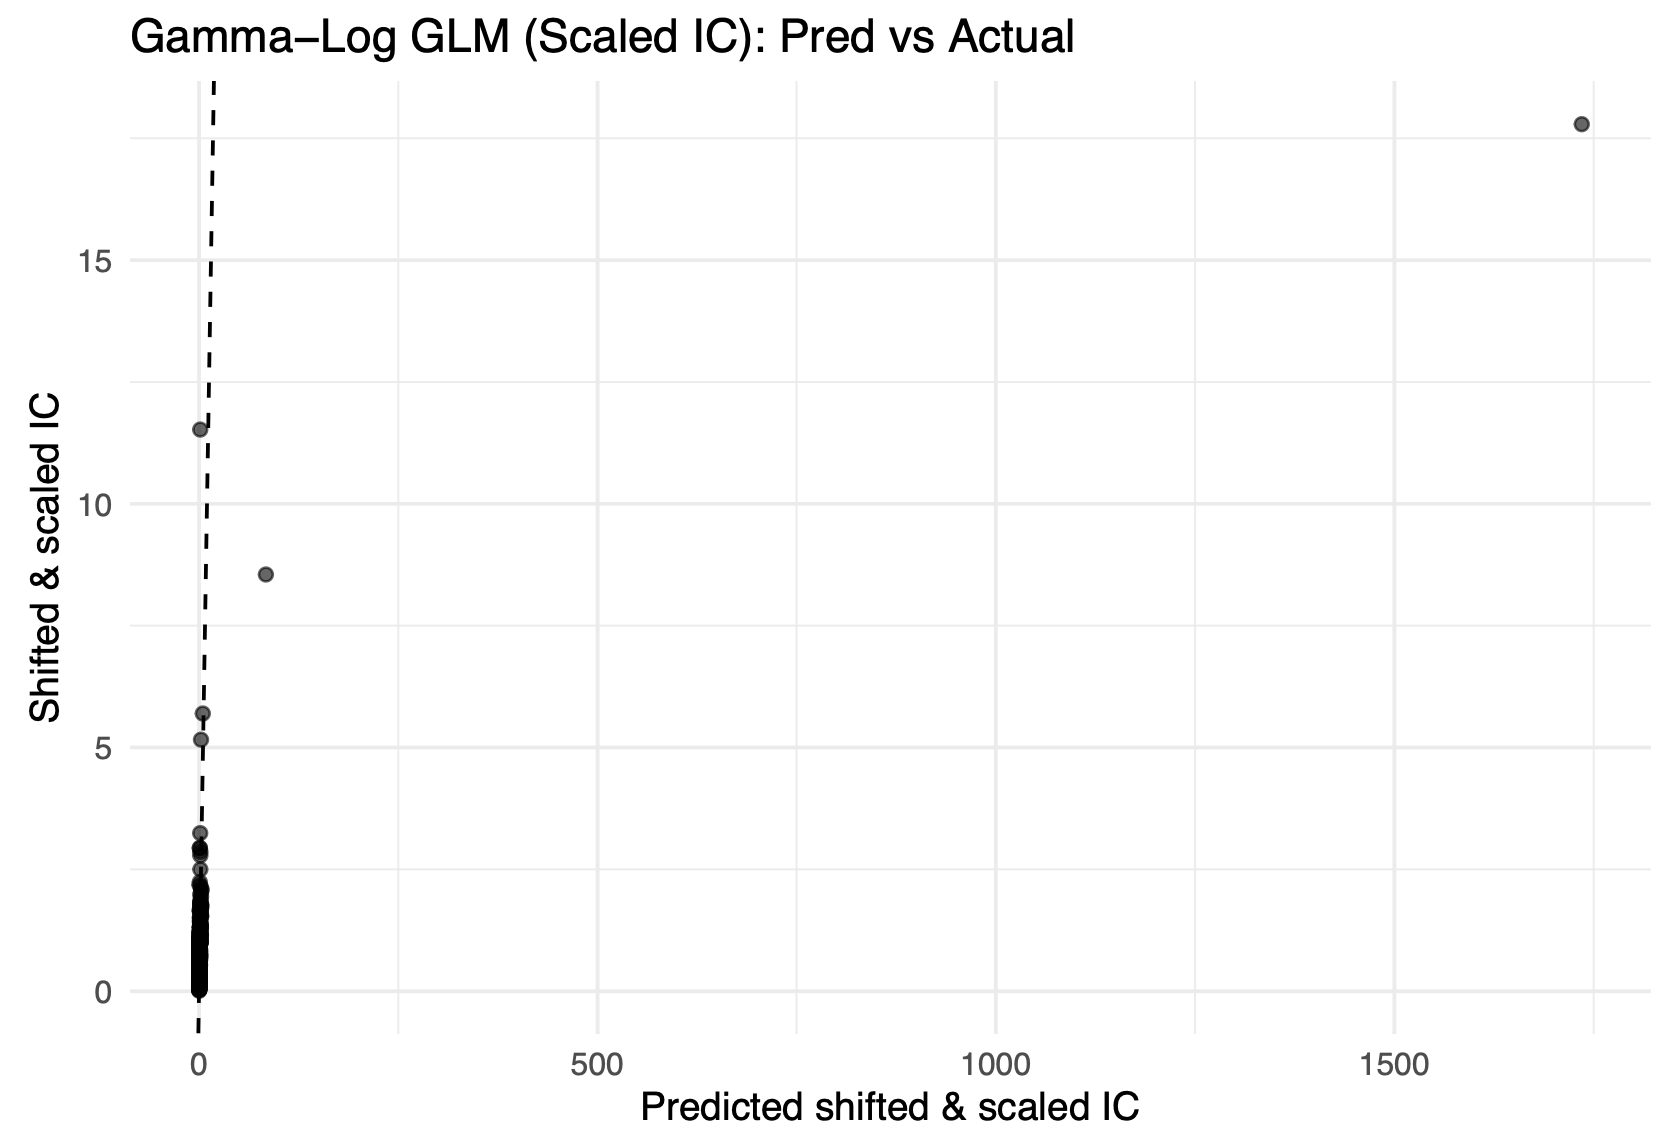 Gamma−Log GLM (Scaled IC): Pred vs Actual
Shifted & scaled IC
15
10
5
0
0 500 1000 1500
Predicted shifted & scaled IC